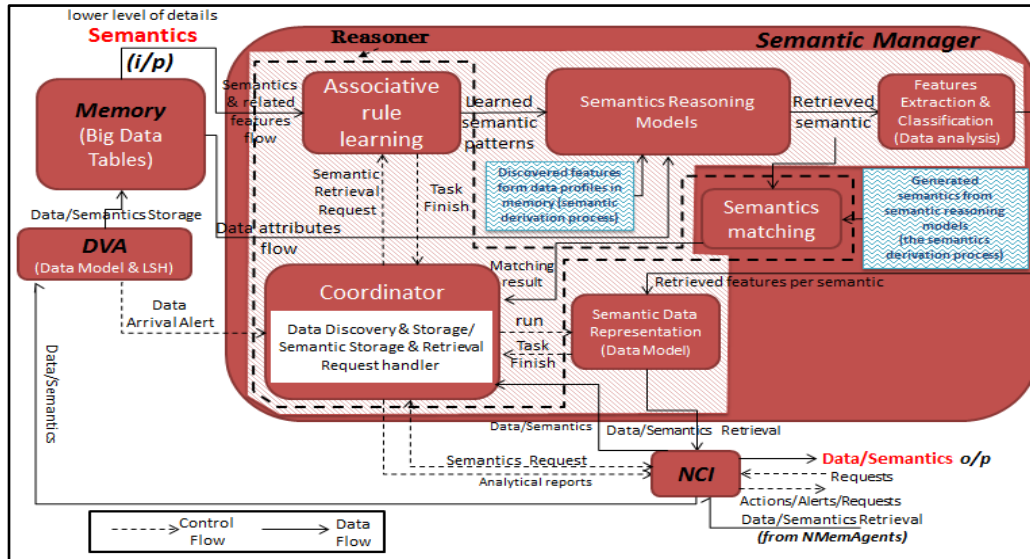 lower level of details
Semantics
(i/p)
Reasoner
Semantic Manager
Memory
(Big Data
Tables)
Semantics
& related
features
flow
Associative
rule
learning
Learned
semantic
patterns
Semantics Reasoning
Models
Retrieved
semantic
Features
Extraction &
Classification
(Data analysis)
Semantic
Retrieval
Request
Task
Finish
Discovered features
form data profiles in
memory (semantic
derivation process)
Semantics
matching
Generated
semantics from
semantic reasoning
models
(the semantics
derivation process)
Data/Semantics Storage
Data attributes
flow
DVA
(Data Model & LSH)
Matching
result
Retrieved features per semantic
Data
Arrival Alert
Coordinator
Data Discovery & Storage/
Semantic Storage & Retrieval
Request handler
run
Task
Finish
Semantic Data
Representation
(Data Model)
Data/Semantics
Data/Semantics
Data/Semantics Retrieval
Semantics Request
Analytical reports
NCI
Data/Semantics o/p
Requests
Actions/Alerts/Requests
Data/Semantics Retrieval
(from NMemAgents)
Control
Flow
Data
Flow